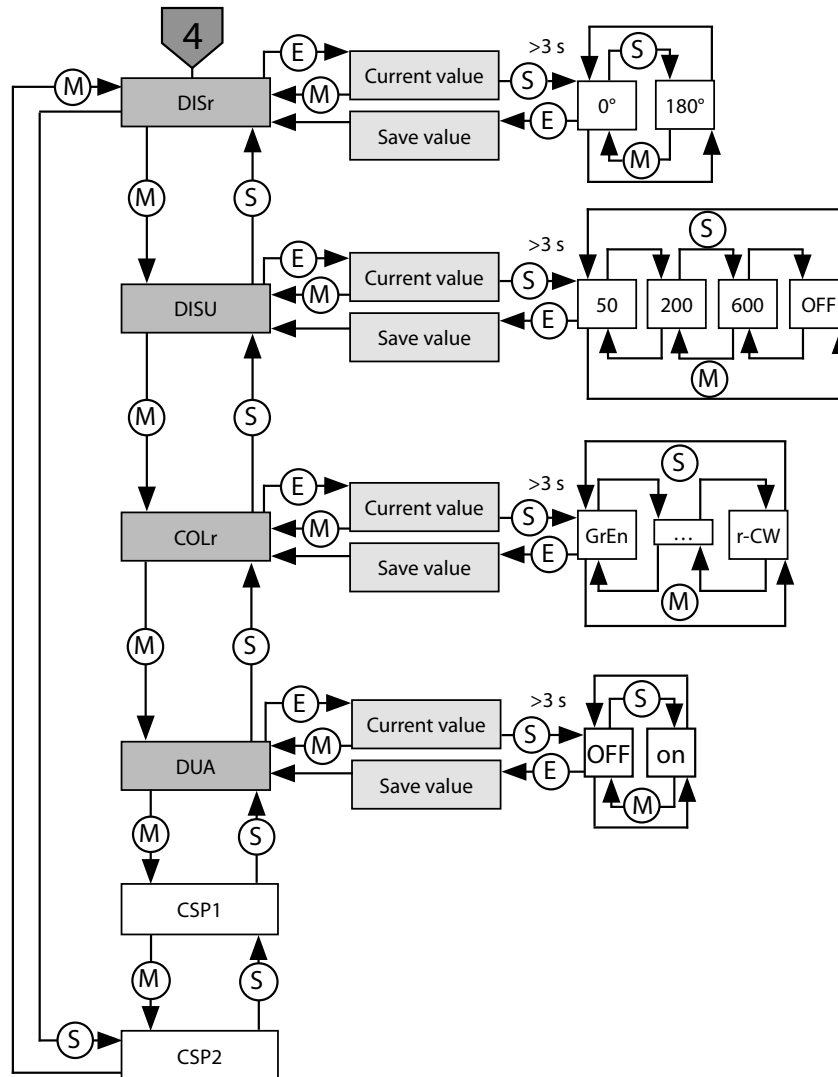 4
E
>3 s
Current value
S
S
M
M
DISr
0°
180°
Save value
E
M
M
S
E
>3 s
S
Current value
S
M
DISU
50
200
600
OFF
E
Save value
M
M
S
E
>3 s
S
Current value
S
M
COLr
GrEn
...
r-CW
E
Save value
M
M
S
E
>3 s
S
Current value
S
M
DUA
OFF
on
E
Save value
M
M
S
CSP1
M
S
S
CSP2